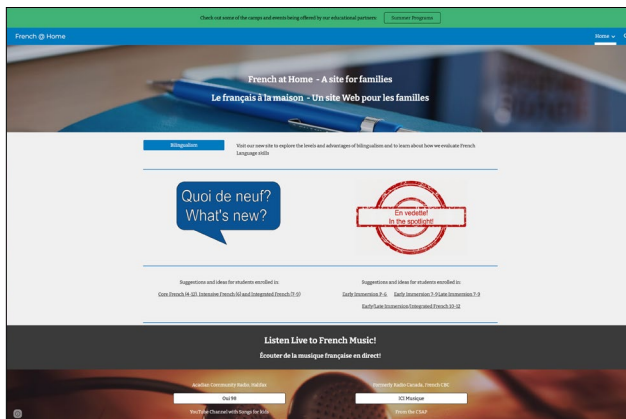 Check out some of the camps and events being offered by our educational partners:
Summer Programs
French @ Home
Home
French at Home - A site for families
Le français à la maison - Un site Web pour les familles
Bilingualism
Visit our new site to explore the levels and advantages of bilingualism and to learn about how we evaluate French
Language skills
Quoi de neuf?
What's new?
En vedette!
In the spotlight!
Suggestions and ideas for students enrolled in:
Core French (4-12), Intensive French (6) and Integrated French (7-9)
Suggestions and ideas for students enrolled in:
Early Immersion P-6 Early Immersion 7-9 Late Immersion 7-9
Early/Late Immersion/Integrated French 10-12
Listen Live to French Music!
Écouter de la musique française en direct!
Acadian Community Radio, Halifax
Oui 98
YouTube Channel with Songs for kids
Formerly Radio Canada, French CBC
ICI Musique
From the CSAP